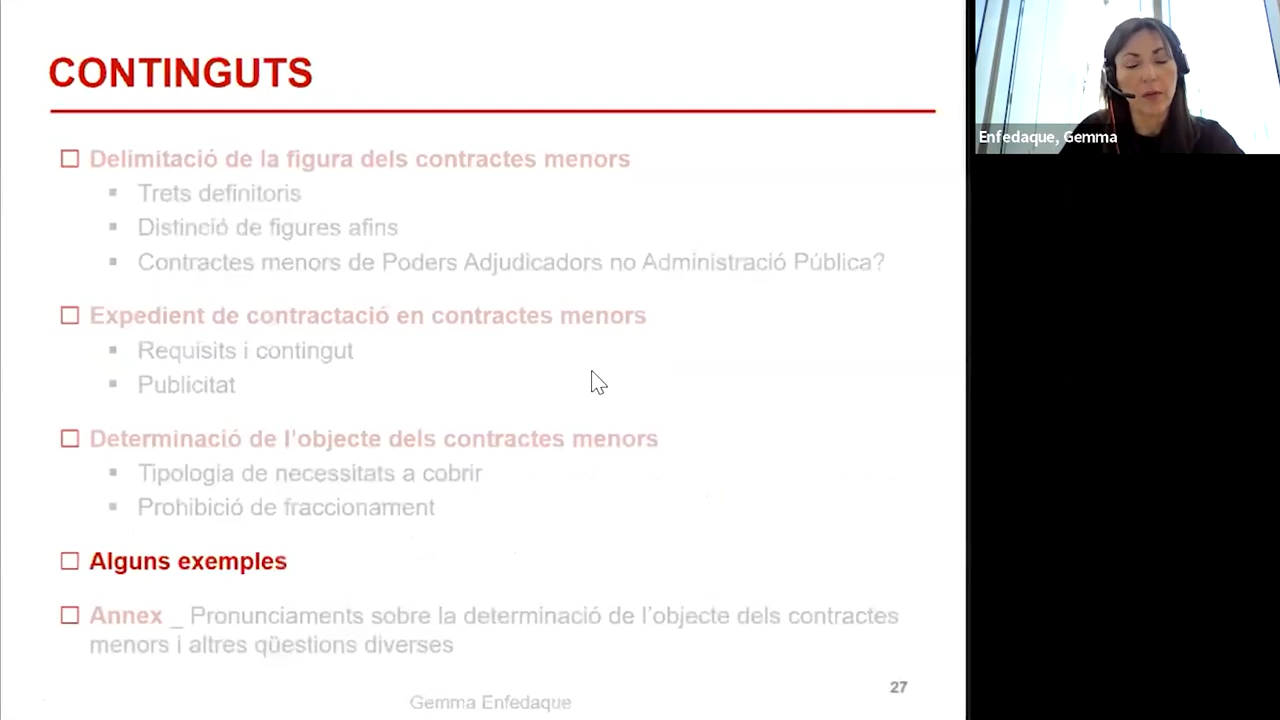 CONTINGUTS
Delimitació de la figura dels contractes menors
Trets definitoris
Distinció de figures afins
Contractes menors de Poders Adjudicadors no Administració Pública?
Expedient de contractació en contractes menors
Requisits i contingut
Publicitat
Determinació de l’objecte dels contractes menors
Tipologia de necessitats a cobrir
Prohibició de fraccionament
Alguns exemples
Annex _ Pronunciaments sobre la determinació de l’objecte dels contractes
menors i altres qüestions diverses
27
Gemma Enfedaque
Enfedaque, Gemma